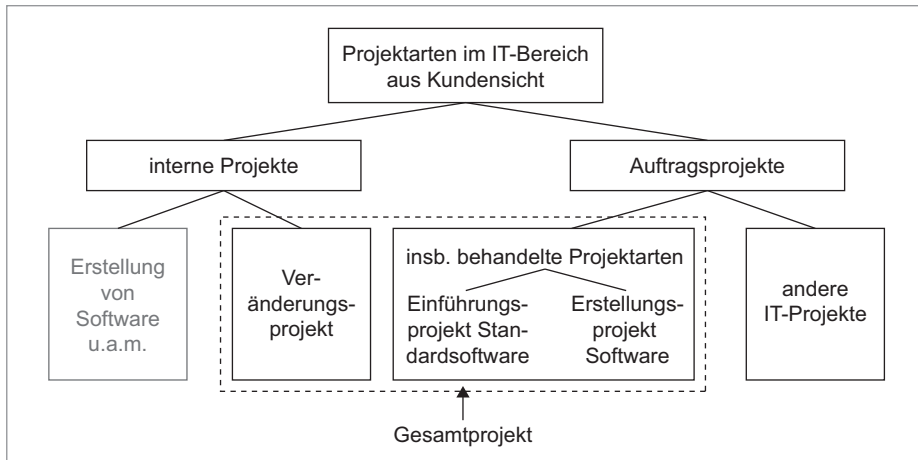 Projektarten im IT-Bereich
aus Kundensicht
interne Projekte
Auftragsprojekte
Erstellung
von
Software
u.a.m.
Ver-
änderungs-
projekt
insb. behandelte Projektarten
Einführungs-
projekt Stan-
dardsoftware
Erstellungs-
projekt
Software
andere
IT-Projekte
Gesamtprojekt